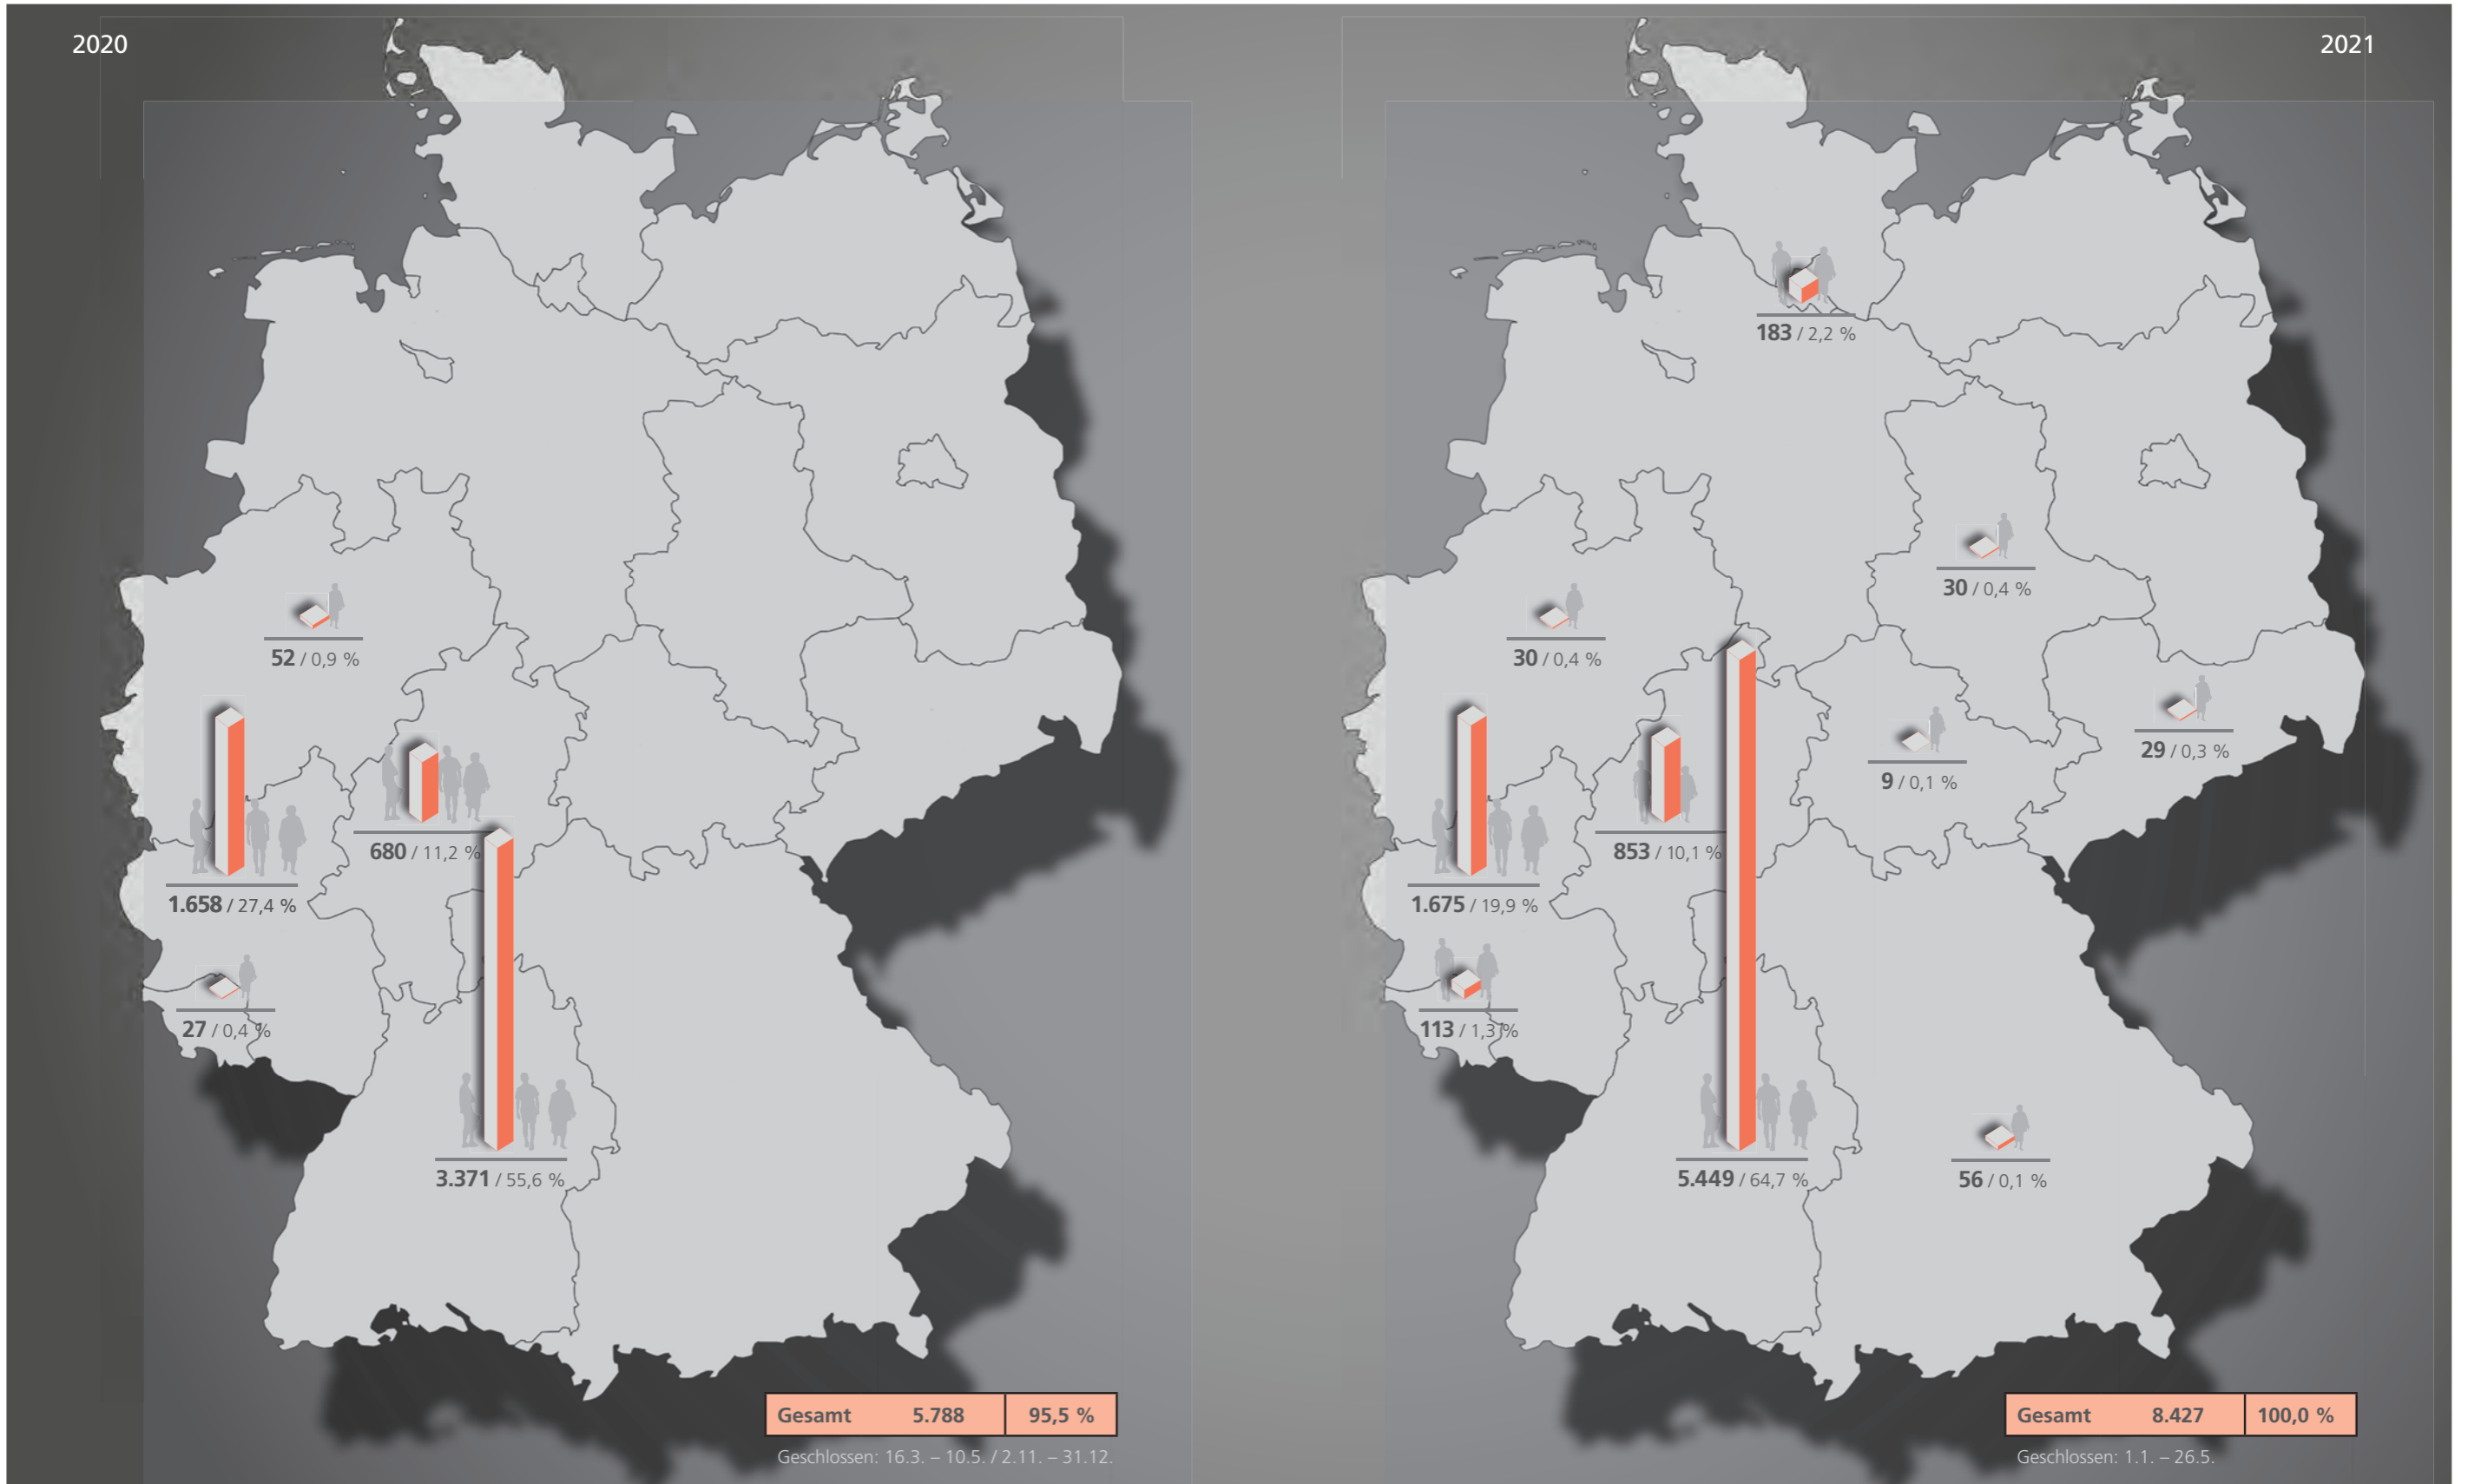 2020
52 / 0,9 %
680 / 11,2 %
1.658 / 27,4 %
27 / 0,4 %
3.371 / 55,6 %
Gesamt 5.788 95,5 %
Geschlossen: 16.3. – 10.5. / 2.11. – 31.12.
2021
183 / 2,2 %
30 / 0,4 %
30 / 0,4 %
29 / 0,3 %
9 / 0,1 %
853 / 10,1 %
1.675 / 19,9 %
113 / 1,3 %
5.449 / 64,7 %
56 / 0,1 %
Gesamt 8.427 100,0 %
Geschlossen: 1.1. – 26.5.